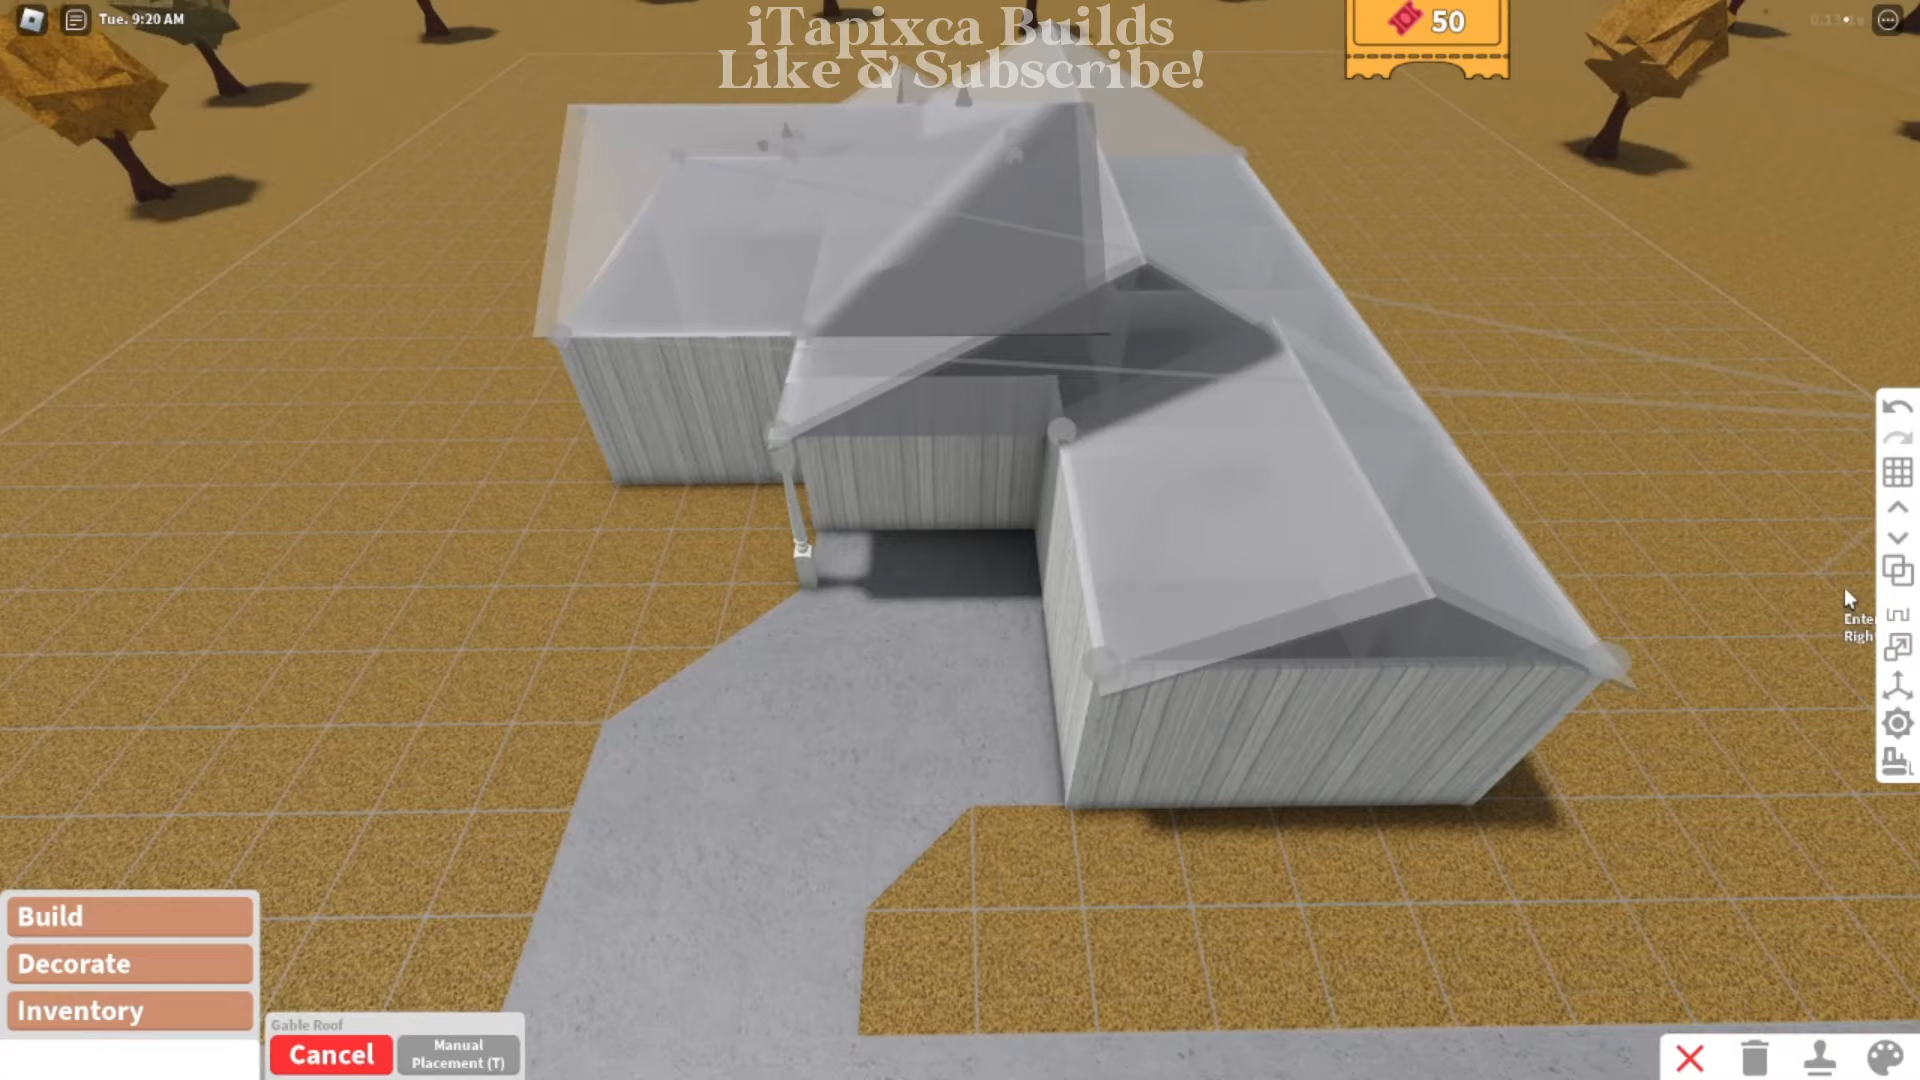 Tue. 9:20 AM
iTapixca Builds
Like & Subscribe!
50
Build
Decorate
Inventory
Gable Roof
Cancel
Manual
Placement (T)